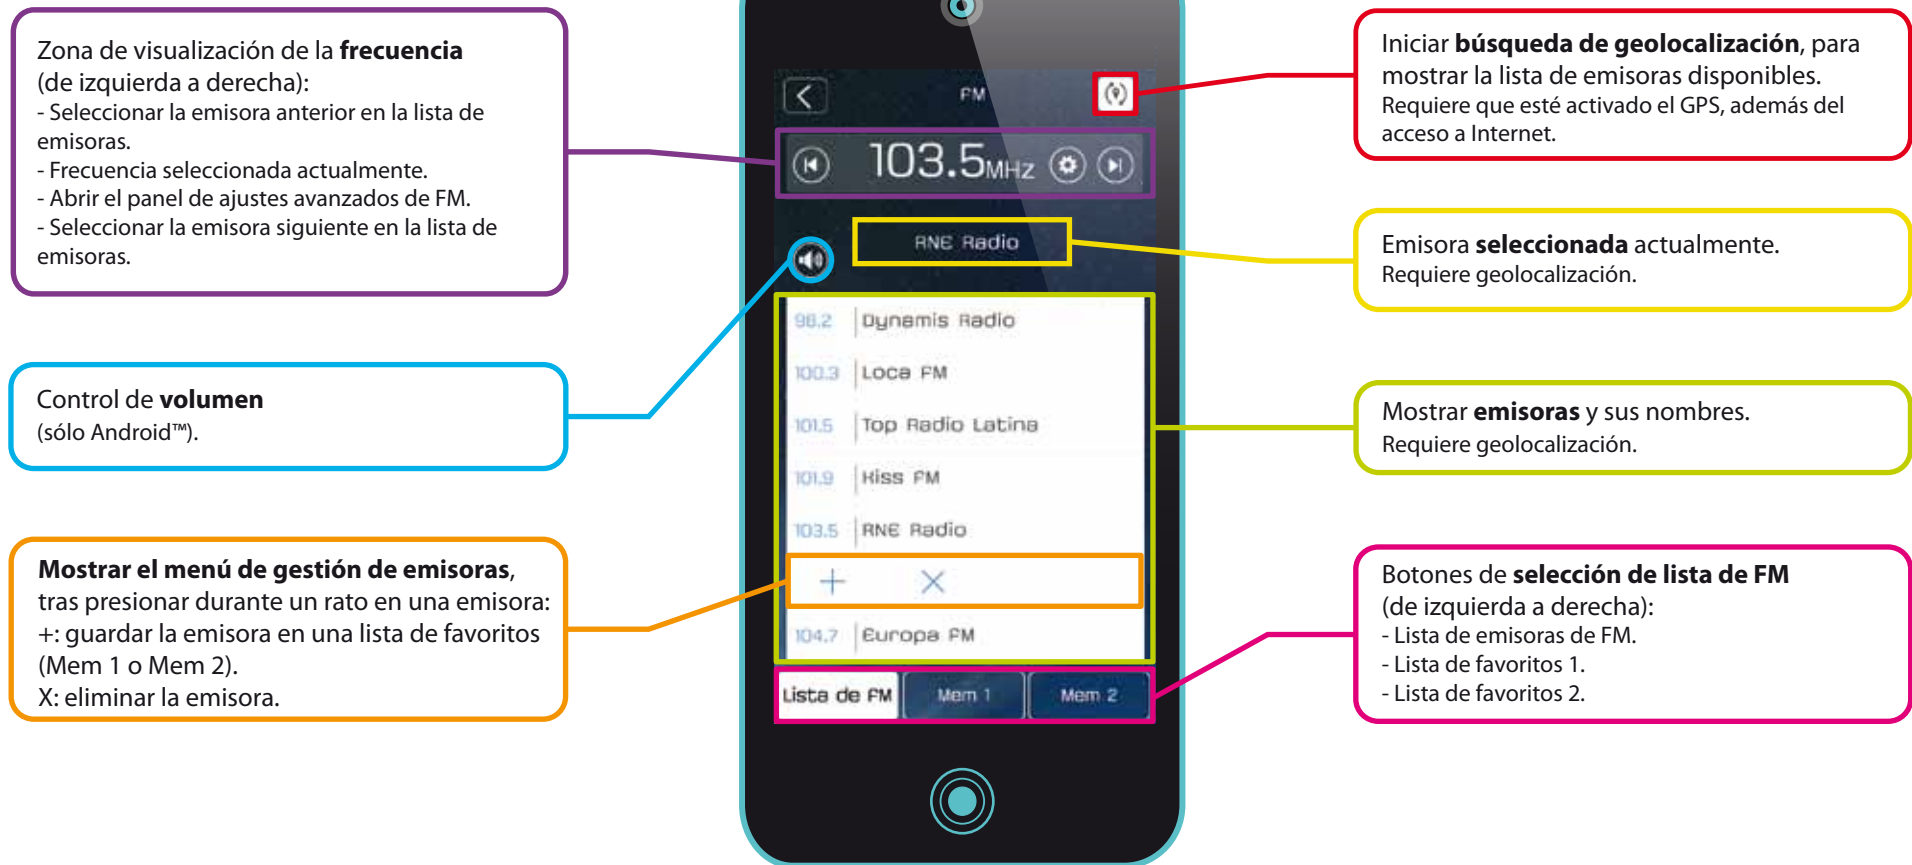 Zona de visualización de la frecuencia
(de izquierda a derecha):
- Seleccionar la emisora anterior en la lista de
emisoras.
- Frecuencia seleccionada actualmente.
- Abrir el panel de ajustes avanzados de FM.
- Seleccionar la emisora siguiente en la lista de
emisoras.
Control de volumen
(sólo Android™).
Mostrar el menú de gestión de emisoras,
tras presionar durante un rato en una emisora:
+: guardar la emisora en una lista de favoritos
(Mem 1 o Mem 2).
X: eliminar la emisora.
FM
103.5MHz
RNE Radio
98.2 Dynamis Radio
100.3 Loca FM
101.5 Top Radio Latina
101.9 Kiss FM
103.5 RNE Radio
104.7 Europa FM
Lista de FM Mem 1 Mem 2
Iniciar búsqueda de geolocalización, para
mostrar la lista de emisoras disponibles.
Requiere que esté activado el GPS, además del
acceso a Internet.
Emisora seleccionada actualmente.
Requiere geolocalización.
Mostrar emisoras y sus nombres.
Requiere geolocalización.
Botones de selección de lista de FM
(de izquierda a derecha):
- Lista de emisoras de FM.
- Lista de favoritos 1.
- Lista de favoritos 2.